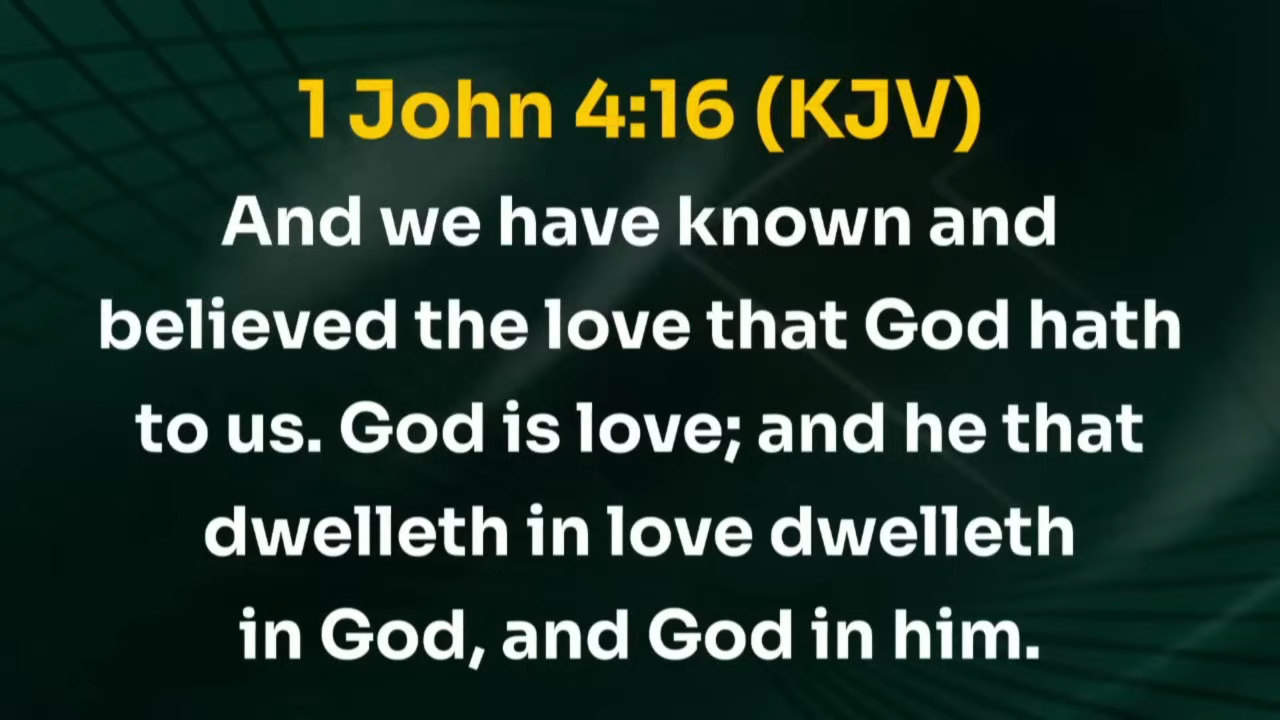 1 John 4:16 (KJV)
And we have known and
believed the love that God hath
to us. God is love; and he that
dwelleth in love dwelleth
in God, and God in him.